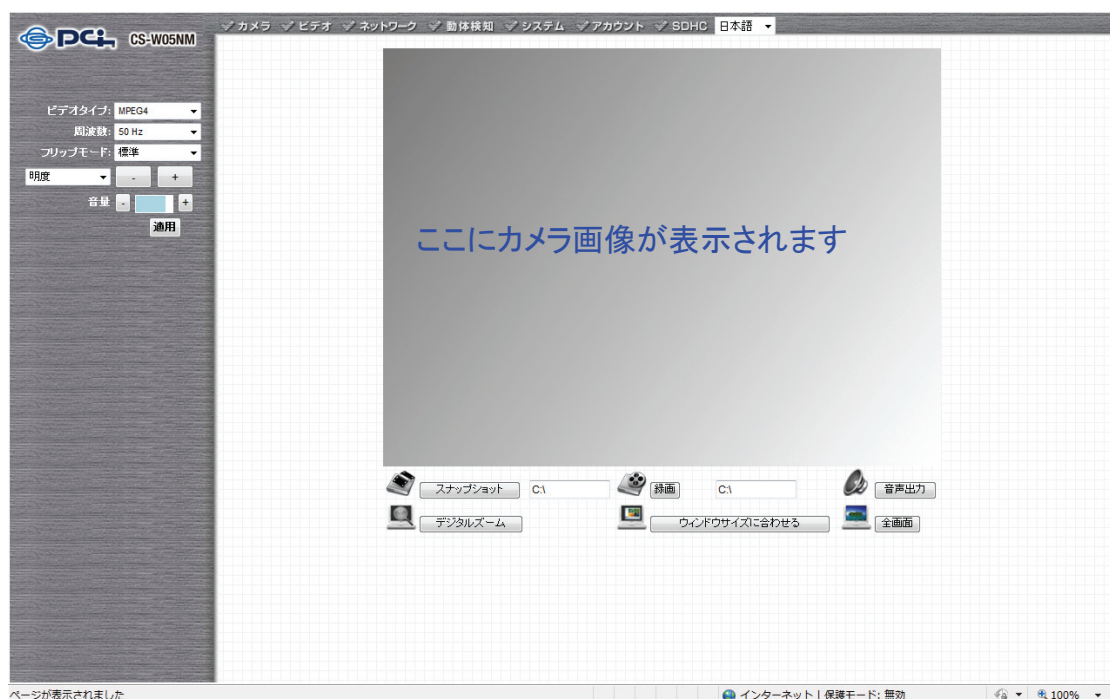 PCi CS-W05NM
カメラ ビデオ ネットワーク 動体検知 システム アカウント SDHC 日本語
ビデオタイプ: MPEG4
周波数: 50 Hz
フリップモード: 標準
明度 - +
音量 - +
適用
ここにカメラ画像が表示されます
スナップショット C:\ 録画 C:\ 音声出力
デジタルズーム ウィンドウサイズに合わせる 全画面
ページが表示されました インターネット | 保護モード: 無効 100%